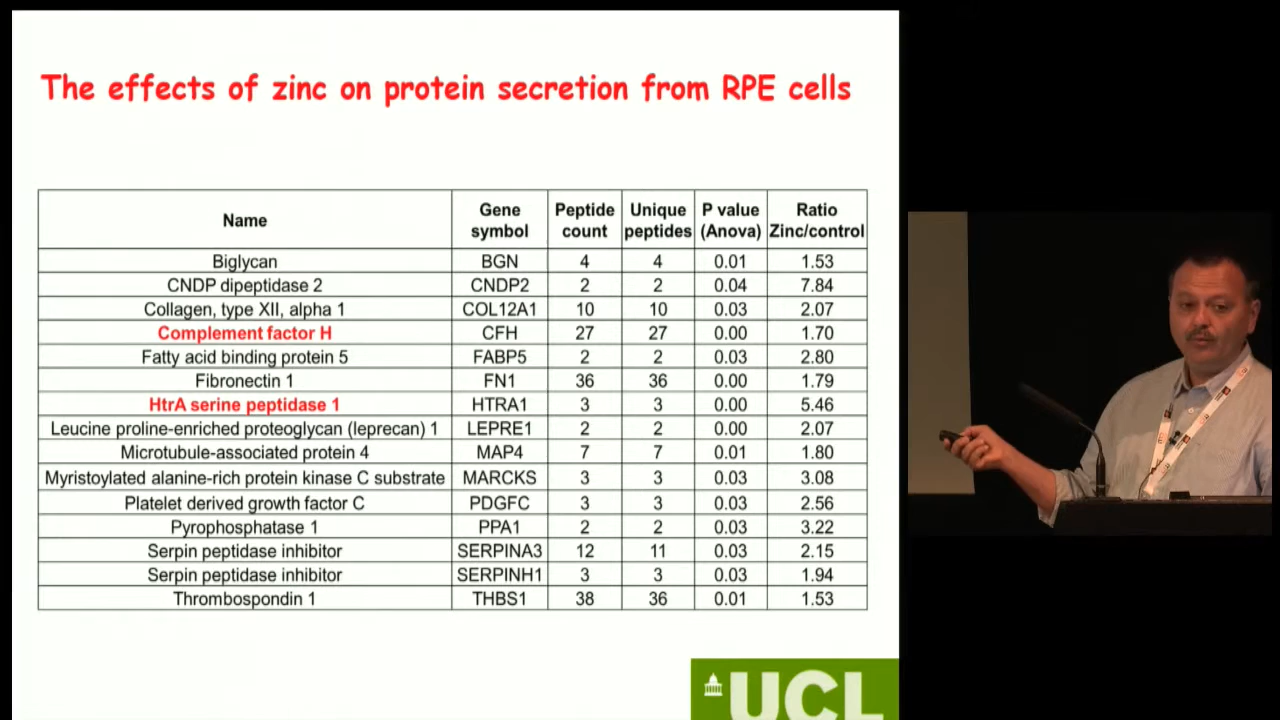 The effects of zinc on protein secretion from RPE cells
Name Gene symbol Peptide count Unique peptides P value (Anova) Ratio Zinc/control
Biglycan BGN 4 4 0.01 1.53
CNDP dipeptidase 2 CNDP2 2 2 0.04 7.84
Collagen, type XII, alpha 1 COL12A1 10 10 0.03 2.07
Complement factor H CFH 27 27 0.00 1.70
Fatty acid binding protein 5 FABP5 2 2 0.03 2.80
Fibronectin 1 FN1 36 36 0.00 1.79
HtrA serine peptidase 1 HTRA1 3 3 0.00 5.46
Leucine proline-enriched proteoglycan (leprecan) 1 LEPRE1 2 2 0.00 2.07
Microtubule-associated protein 4 MAP4 7 7 0.01 1.80
Myristoylated alanine-rich protein kinase C substrate MARCKS 3 3 0.03 3.08
Platelet derived growth factor C PDGFC 3 3 0.03 2.56
Pyrophosphatase 1 PPA1 2 2 0.03 3.22
Serpin peptidase inhibitor SERPINA3 12 11 0.03 2.15
Serpin peptidase inhibitor SERPINH1 3 3 0.03 1.94
Thrombospondin 1 THBS1 38 36 0.01 1.53
UCL